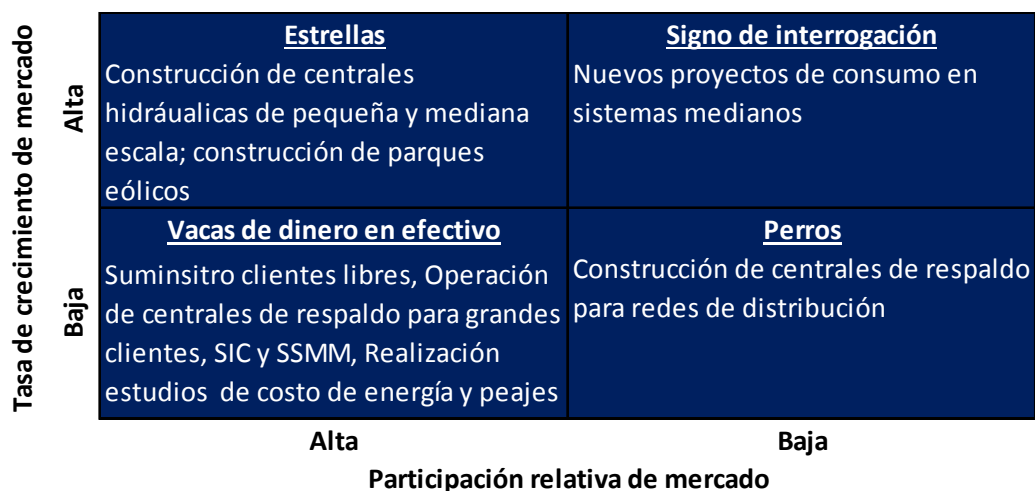 Tasa de crecimiento de mercado
Alta
Estrellas
Construcción de centrales
hidráualicas de pequeña y mediana
escala; construcción de parques
eólicos
Signo de interrogación
Nuevos proyectos de consumo en
sistemas medianos
Baja
Vacas de dinero en efectivo
Suminsitro clientes libres, Operación
de centrales de respaldo para grandes
clientes, SIC y SSMM, Realización
estudios de costo de energía y peajes
Perros
Construcción de centrales de respaldo
para redes de distribución
Alta
Baja
Participación relativa de mercado